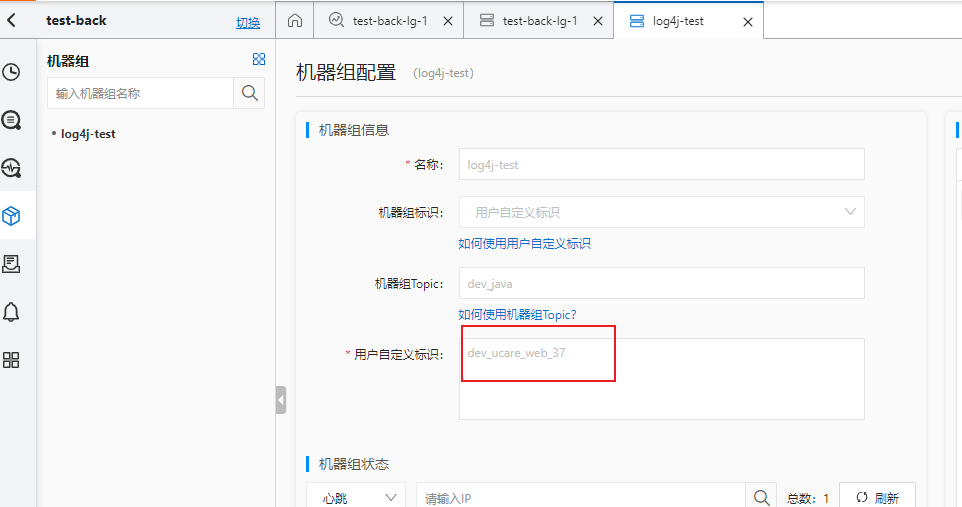 test-back 切换
test-back-lg-1
test-back-lg-1
log4j-test
机器组
输入机器组名称
log4j-test
机器组配置 （log4j-test）
机器组信息
* 名称：
log4j-test
机器组标识：
用户自定义标识
如何使用用户自定义标识
机器组Topic：
dev_java
如何使用机器组Topic?
* 用户自定义标识：
dev_ucare_web_37
机器组状态
心跳
请输入IP
总数：1
刷新